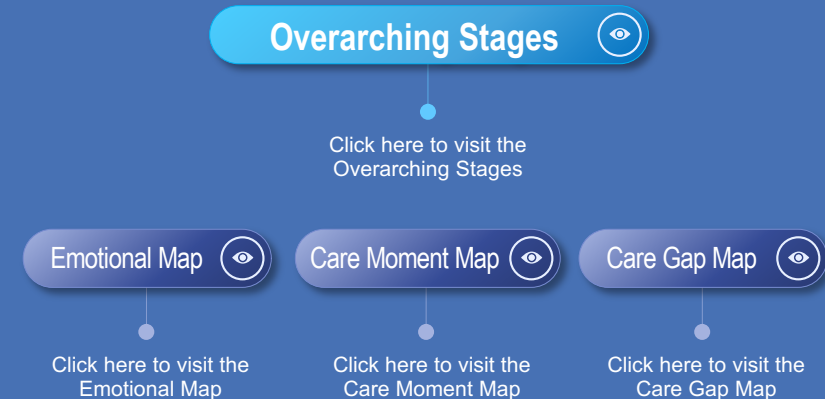 Overarching Stages
Click here to visit the
Overarching Stages
Emotional Map
Care Moment Map
Care Gap Map
Click here to visit the
Emotional Map
Click here to visit the
Care Moment Map
Click here to visit the
Care Gap Map